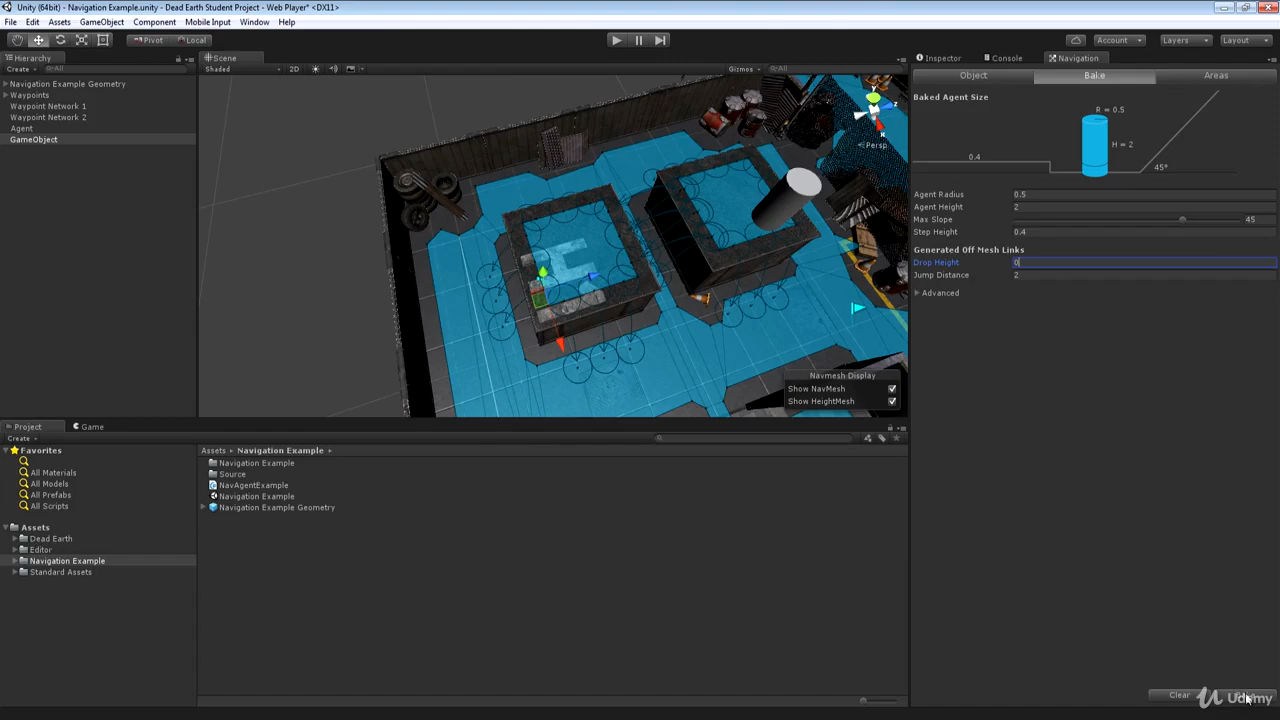 Unity (64bit) - Navigation Example.unity - Dead Earth Student Project - Web Player* <DX11>
File Edit Assets GameObject Component Mobile Input Window Help
Pivot Local Account Layers Layout
Hierarchy
Create All
Navigation Example Geometry
Waypoints
Waypoint Network 1
Waypoint Network 2
Agent
GameObject
Scene
Shaded 2D Gizmos All
y
z
Persp
Navmesh Display
Show NavMesh
Show HeightMesh
Inspector Console Navigation
Object Bake Areas
Baked Agent Size
R = 0.5
H = 2
0.4
45°
Agent Radius 0.5
Agent Height 2
Max Slope 45
Step Height 0.4
Generated Off Mesh Links
Drop Height 0
Jump Distance 2
Advanced
Clear
Udemy
Project Game
Create
Favorites
All Materials
All Models
All Prefabs
All Scripts
Assets
Dead Earth
Editor
Navigation Example
Standard Assets
Assets Navigation Example
Navigation Example
Source
NavAgentExample
Navigation Example
Navigation Example Geometry